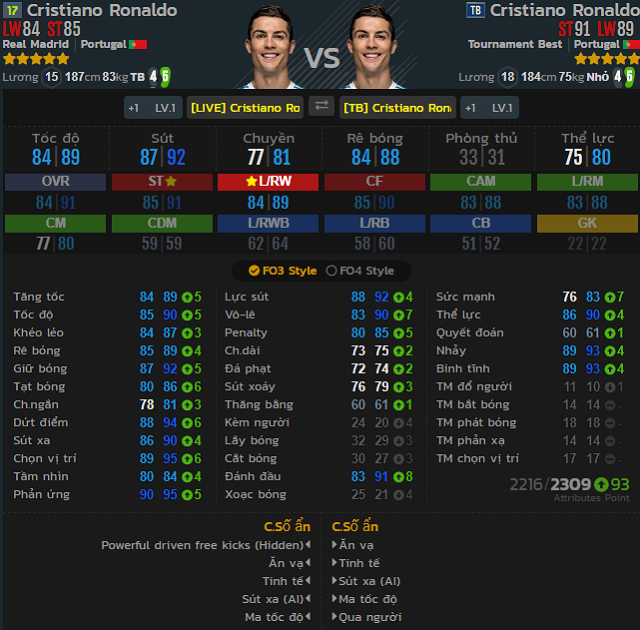 17 Cristiano Ronaldo
LW84 ST85
Real Madrid Portugal
Lương 15 187cm 83kg TB 4 5
VS
TB Cristiano Ronaldo
ST91 LW89
Tournament Best Portugal
Lương 18 184cm 75kg Nhỏ 4 5
+1 LV.1 [LIVE] Cristiano Ro [TB] Cristiano Ron +1 LV.1
Tốc độ Sút Chuyền Rê bóng Phòng thủ Thể lực
84 89 87 92 77 81 84 88 33 31 75 80
OVR ST L/RW CF CAM L/RM
84 91 85 91 84 89 85 90 83 88 83 88
CM CDM L/RWB L/RB CB GK
77 80 59 59 62 64 58 60 51 52 22 22
FO3 Style FO4 Style
Tăng tốc 84 89 5 Lực sút 88 92 4 Sức mạnh 76 83 7
Tốc độ 85 90 5 Vô-lê 83 90 7 Thể lực 86 90 4
Khéo léo 84 87 3 Penalty 80 85 5 Quyết đoán 60 61 1
Rê bóng 85 89 4 Ch.dài 73 75 2 Nhảy 89 93 4
Giữ bóng 87 92 5 Đá phạt 72 74 2 Bình tĩnh 89 93 4
Tạt bóng 80 86 6 Sút xoáy 76 79 3 TM đổ người 11 10 1
Ch.ngắn 78 81 3 Thăng bằng 60 61 1 TM bắt bóng 14 14 -
Dứt điểm 88 94 6 Kèm người 24 20 4 TM phát bóng 18 18 -
Sút xa 86 90 4 Lấy bóng 32 29 3 TM phản xạ 14 14 -
Chọn vị trí 89 95 6 Cắt bóng 30 27 3 TM chọn vị trí 17 17 -
Tầm nhìn 80 84 4 Đánh đầu 83 91 8
Phản ứng 90 95 5 Xoạc bóng 25 21 4
2216/2309 93
Attributes Point
C.Số ẩn C.Số ẩn
Powerful driven free kicks (Hidden) Ăn vạ
Ăn vạ Tinh tế
Tinh tế Sút xa (AI)
Sút xa (AI) Ma tốc độ
Ma tốc độ Qua người